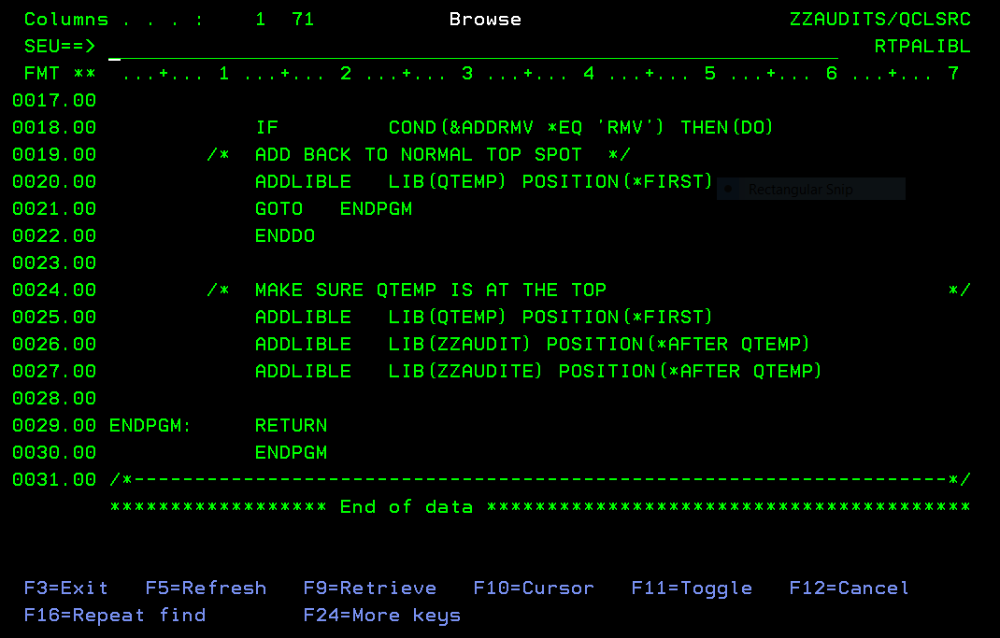 Columns . . . :    1  71           Browse                      ZZAUDITS/QCLSRC
SEU==>                                                                RTPALIBL
FMT **  ...+... 1 ...+... 2 ...+... 3 ...+... 4 ...+... 5 ...+... 6 ...+... 7
0017.00
0018.00             IF         COND(&ADDRMV *EQ 'RMV') THEN(DO)
0019.00         /*  ADD BACK TO NORMAL TOP SPOT  */
0020.00             ADDLIBLE   LIB(QTEMP) POSITION(*FIRST)
Rectangular Snip
0021.00             GOTO   ENDPGM
0022.00             ENDDO
0023.00
0024.00         /*  MAKE SURE QTEMP IS AT THE TOP                            */
0025.00             ADDLIBLE   LIB(QTEMP) POSITION(*FIRST)
0026.00             ADDLIBLE   LIB(ZZAUDIT) POSITION(*AFTER QTEMP)
0027.00             ADDLIBLE   LIB(ZZAUDITE) POSITION(*AFTER QTEMP)
0028.00
0029.00 ENDPGM:     RETURN
0030.00             ENDPGM
0031.00 /*-------------------------------------------------------------------*/
****************** End of data ****************************************
F3=Exit   F5=Refresh   F9=Retrieve   F10=Cursor   F11=Toggle   F12=Cancel
F16=Repeat find        F24=More keys